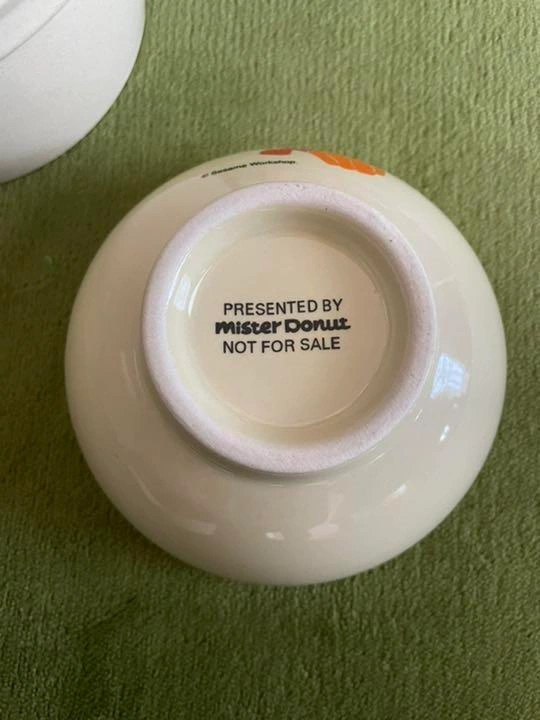 © Sesame Workshop.
PRESENTED BY
mister Donut
NOT FOR SALE